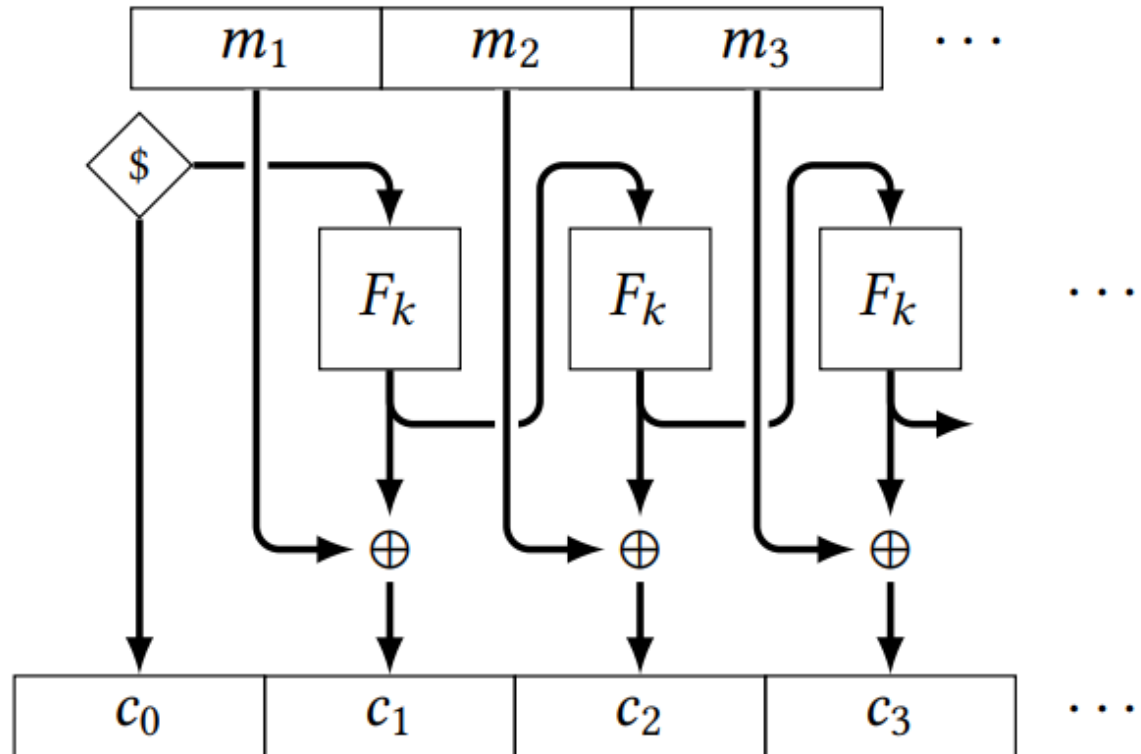 m₁ m₂ m₃ ···
$
Fₖ Fₖ Fₖ ···
⊕ ⊕ ⊕
c₀ c₁ c₂ c₃ ···